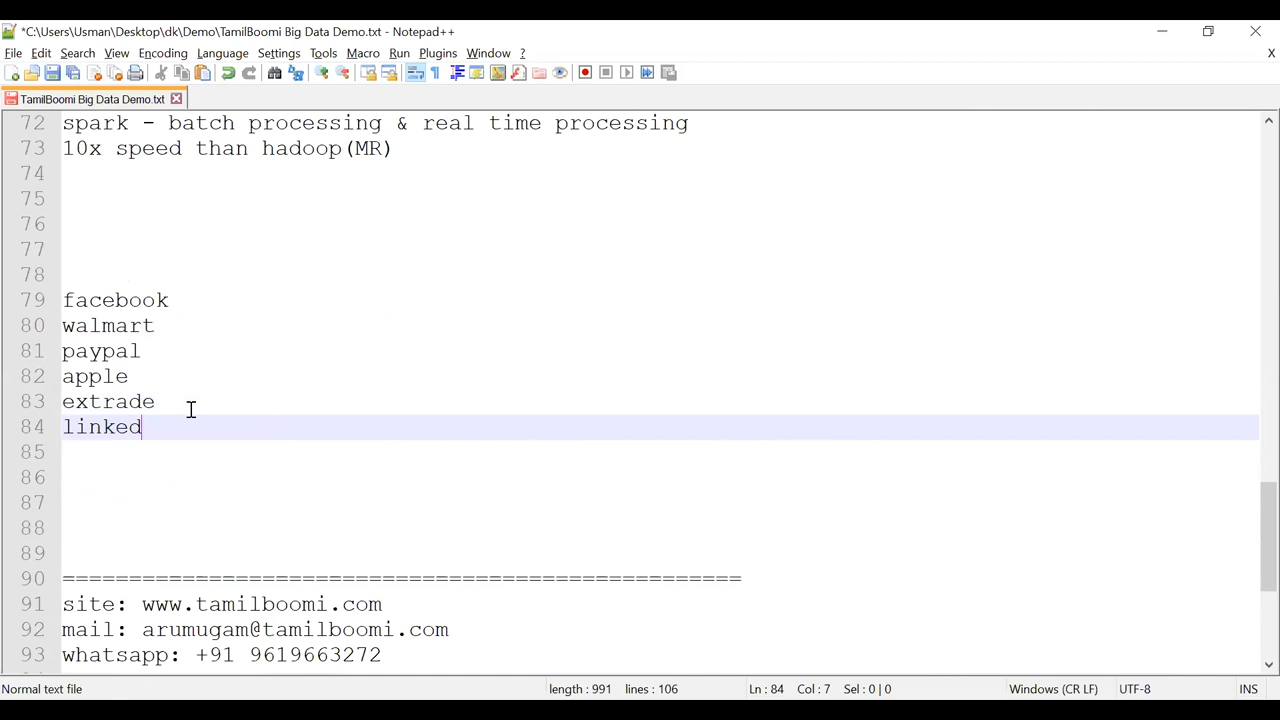 *C:\Users\Usman\Desktop\dk\Demo\TamilBoomi Big Data Demo.txt - Notepad++
File Edit Search View Encoding Language Settings Tools Macro Run Plugins Window ? X
TamilBoomi Big Data Demo.txt
72 spark - batch processing & real time processing
73 10x speed than hadoop(MR)
74
75
76
77
78
79 facebook
80 walmart
81 paypal
82 apple
83 extrade
84 linked
85
86
87
88
89
90 ===================================================
91 site: www.tamilboomi.com
92 mail: arumugam@tamilboomi.com
93 whatsapp: +91 9619663272
Normal text file length : 991 lines : 106 Ln : 84 Col : 7 Sel : 0 | 0 Windows (CR LF) UTF-8 INS